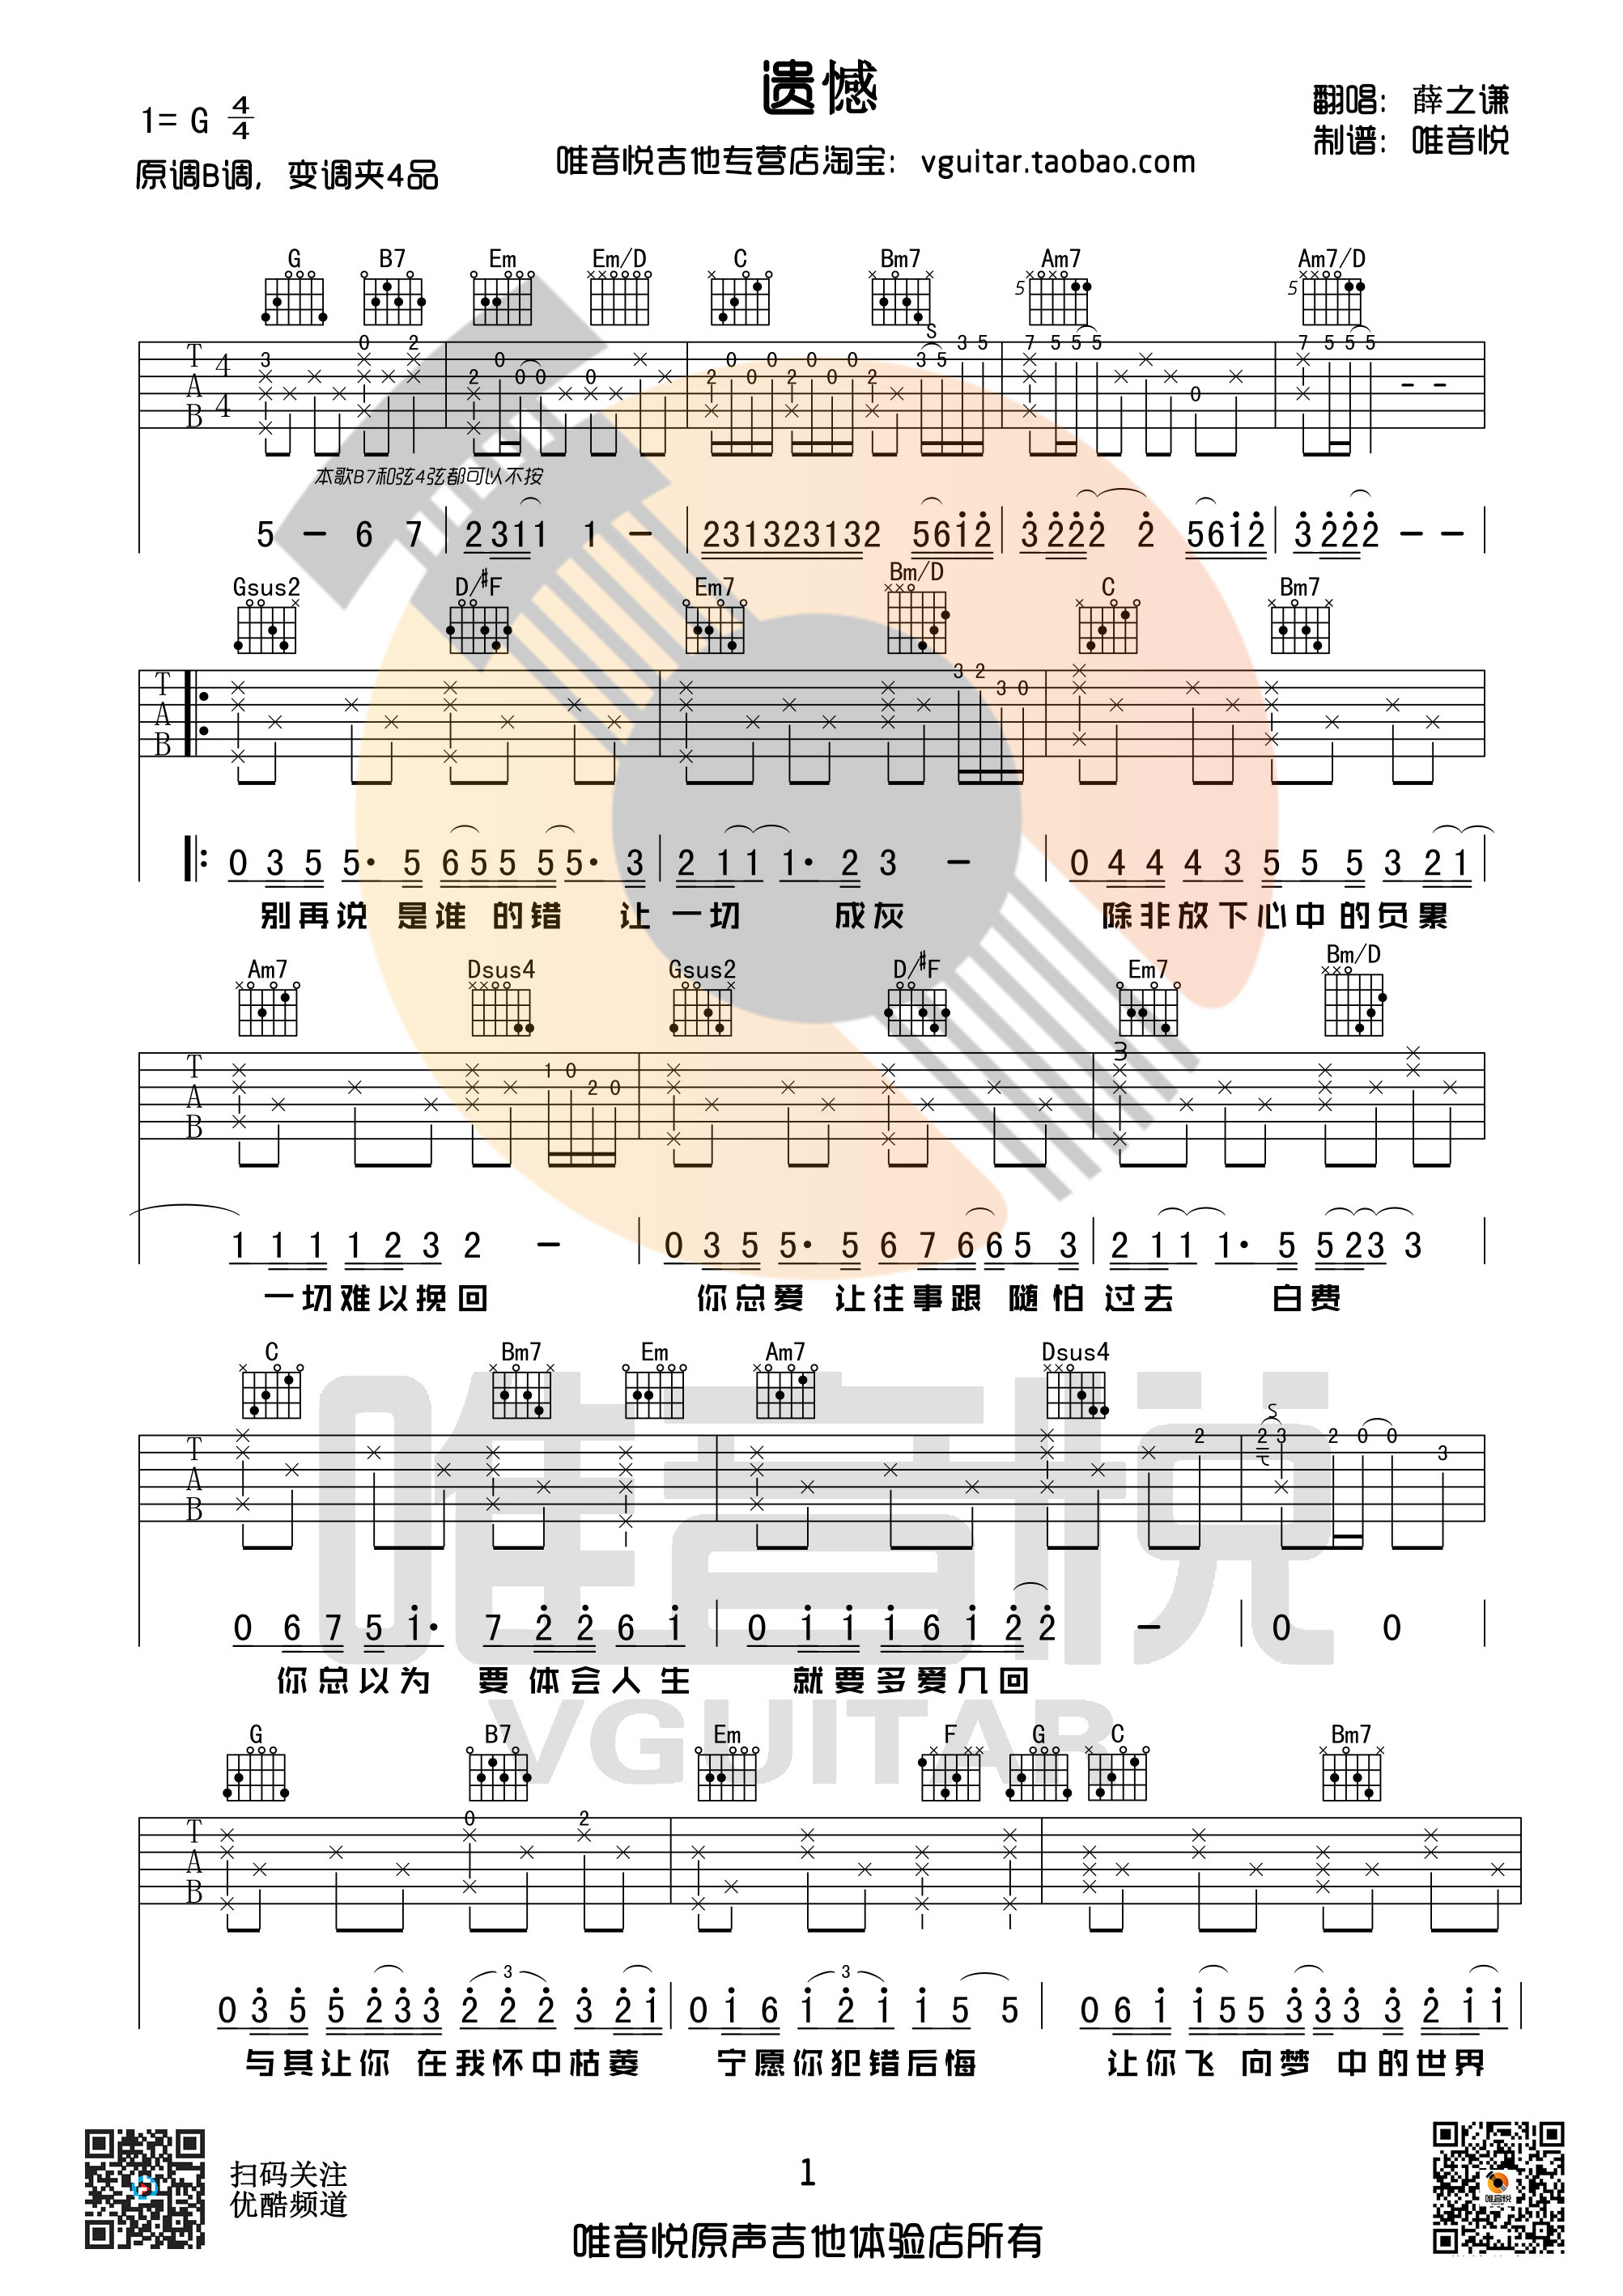 遗憾
1= G 4/4
原调B调，变调夹4品
唯音悦吉他专营店淘宝：vguitar.taobao.com
翻唱：薛之谦
制谱：唯音悦
G B7 Em Em/D C Bm7 Am7 Am7/D
本歌B7和弦4弦都可以不按
5 － 6 7 | 2 3 1 1 1 － | 2 3 1 3 2 3 1 3 2 5 6 1 2 | 3 2 2 2 2 5 6 1 2 | 3 2 2 2 － － |
Gsus2 D/#F Em7 Bm/D C Bm7
0 3 5 5· 5 6 5 5 5 5· 3 | 2 1 1 1· 2 3 － | 0 4 4 4 3 5 5 5 3 2 1 |
别再说 是谁 的错 让 一切 成灰 除非放下心中的负累
Am7 Dsus4 Gsus2 D/#F Em7 Bm/D
1 1 1 1 2 3 2 － | 0 3 5 5· 5 6 7 6 6 5 3 | 2 1 1 1· 5 5 2 3 3 |
一切难以挽回 你总爱 让往事跟 随怕 过去 白费
C Bm7 Em Am7 Dsus4
0 6 7 5 1· 7 2 2 6 1 | 0 1 1 1 6 1 2 2 － | 0 0 |
你总以为 要体会人生 就要多爱几回
唯音悦
VGUITAR
G B7 Em F G C Bm7
0 3 5 5 2 3 3 2 2 2 3 2 1 | 0 1 6 1 2 1 1 5 5 | 0 6 1 1 5 5 3 3 3 3 2 1 1 |
与其让你 在我怀中枯萎 宁愿你犯错后悔 让你飞 向梦 中的世界
扫码关注
优酷频道
1
唯音悦
唯音悦原声吉他体验店所有